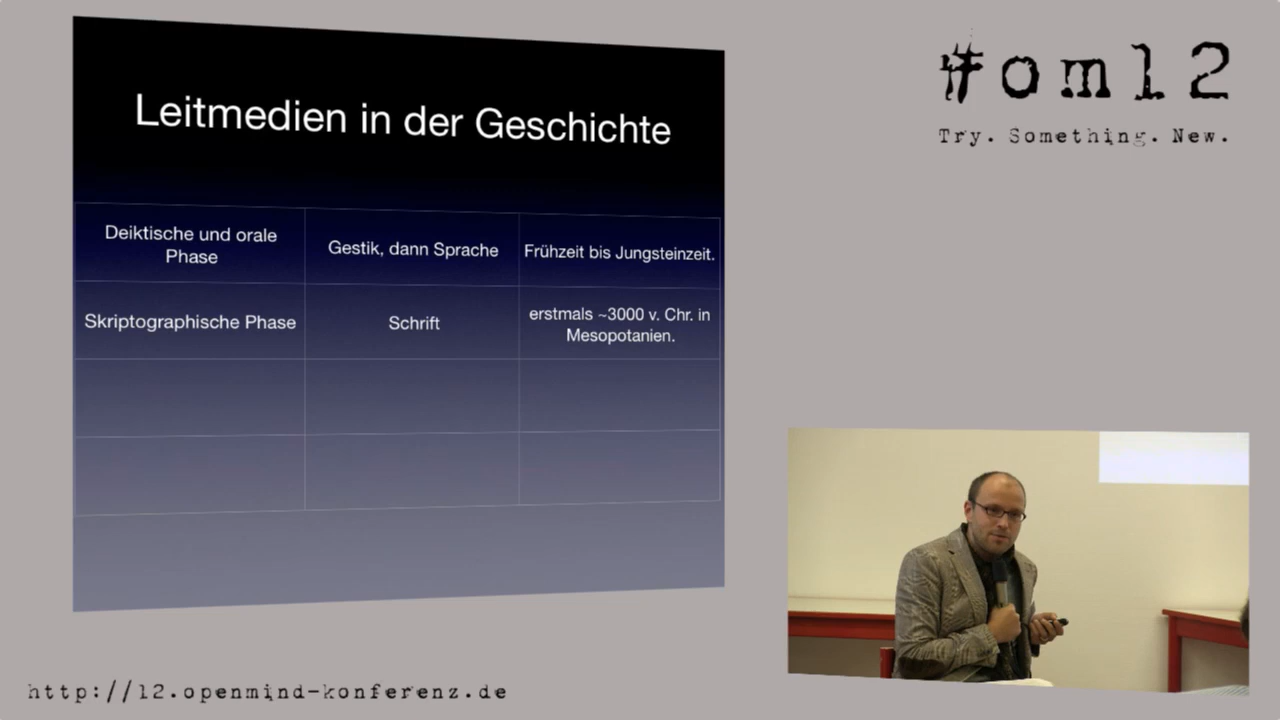 #om12
Try. Something. New.
Leitmedien in der Geschichte
Deiktische und orale
Phase
Gestik, dann Sprache
Frühzeit bis Jungsteinzeit.
Skriptographische Phase
Schrift
erstmals ~3000 v. Chr. in
Mesopotanien.
http://12.openmind-konferenz.de